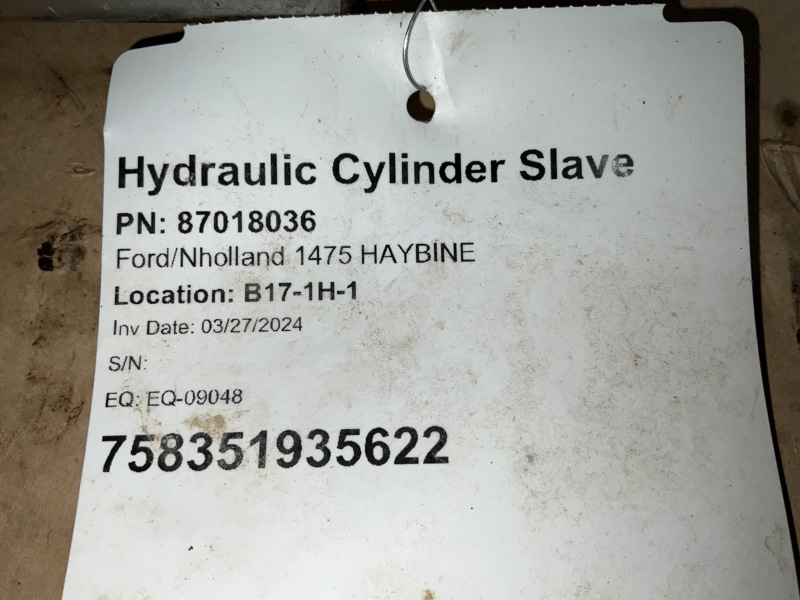 Hydraulic Cylinder Slave
PN: 87018036
Ford/Nholland 1475 HAYBINE
Location: B17-1H-1
Inv Date: 03/27/2024
S/N:
EQ: EQ-09048
758351935622